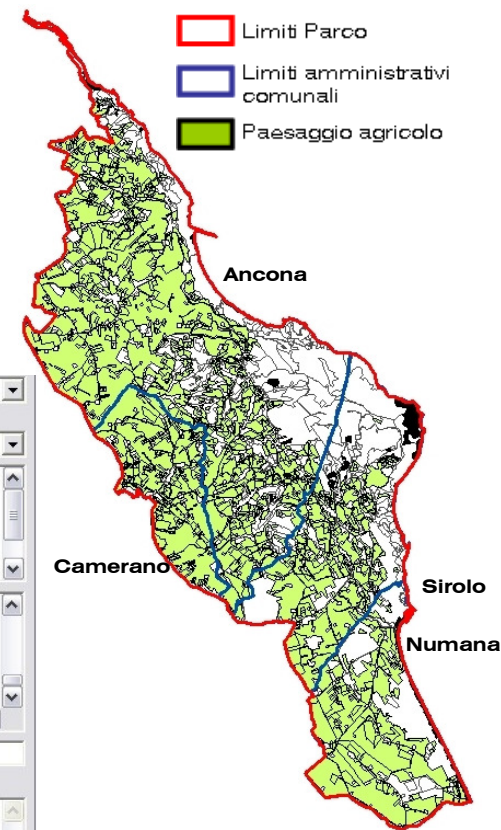 Limiti Parco
Limiti amministrativi
comunali
Paesaggio agricolo
Ancona
Camerano
Sirolo
Numana